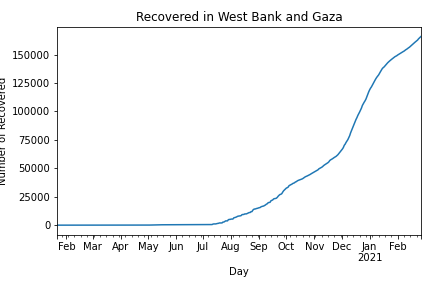 Recovered in West Bank and Gaza
Number of Recovered
150000
125000
100000
75000
50000
25000
0
Feb Mar Apr May Jun Jul Aug Sep Oct Nov Dec Jan Feb
2021
Day